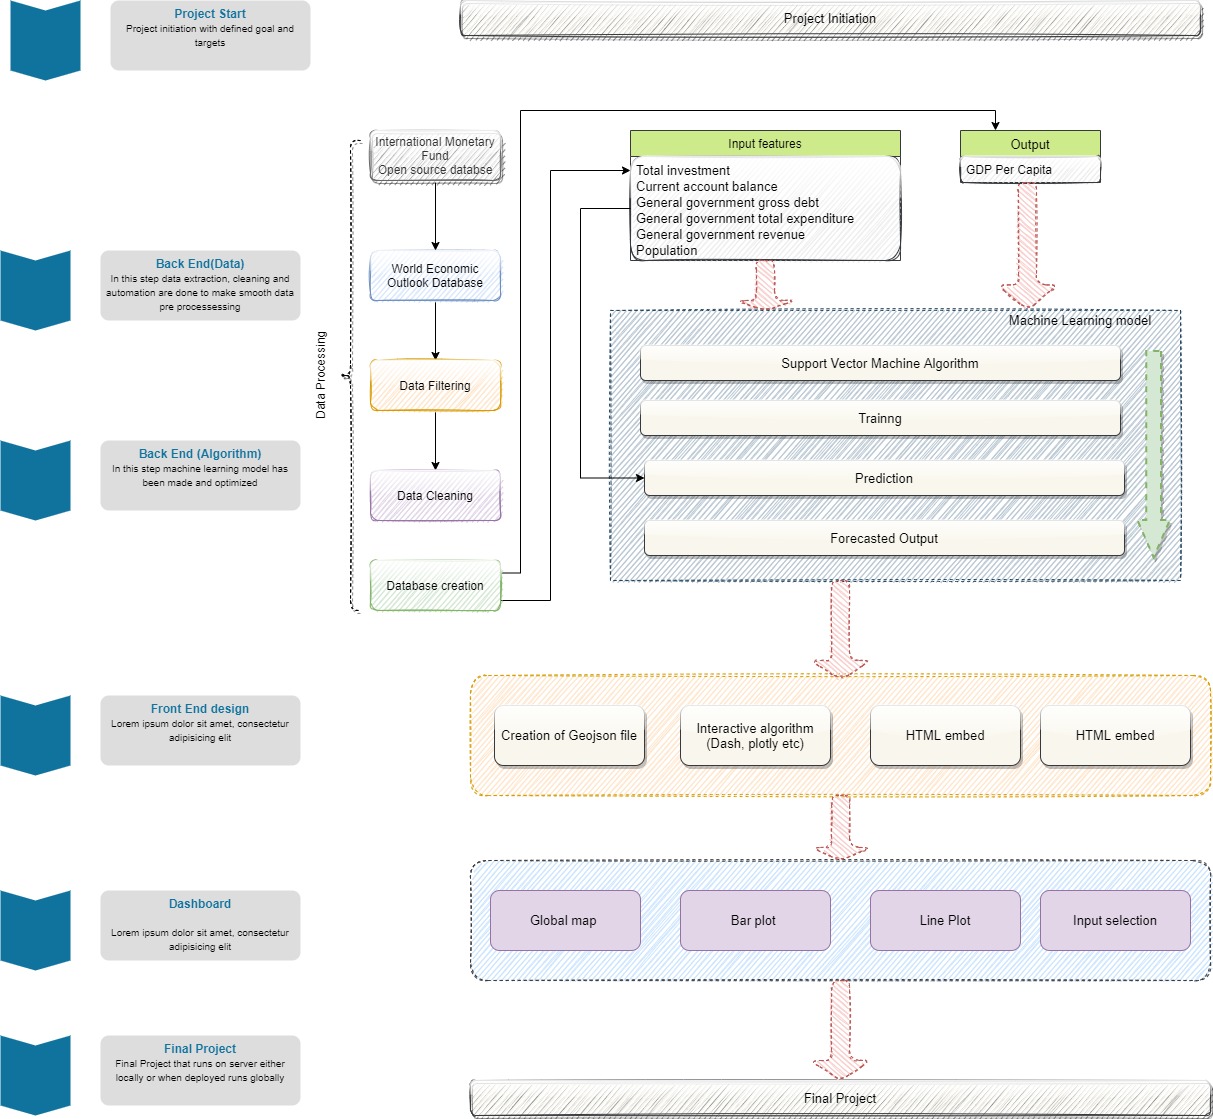 Project Start
Project initiation with defined goal and
targets
Project Initiation
International Monetary
Fund
Open source databse
Input features
Total investment
Current account balance
General government gross debt
General government total expenditure
General government revenue
Population
Output
GDP Per Capita
Back End(Data)
In this step data extraction, cleaning and
automation are done to make smooth data
pre processessing
World Economic
Outlook Database
Data Processing
Data Filtering
Data Cleaning
Database creation
Machine Learning model
Support Vector Machine Algorithm
Trainng
Prediction
Forecasted Output
Back End (Algorithm)
In this step machine learning model has
been made and optimized
Front End design
Lorem ipsum dolor sit amet, consectetur
adipisicing elit
Creation of Geojson file
Interactive algorithm
(Dash, plotly etc)
HTML embed
HTML embed
Dashboard
Lorem ipsum dolor sit amet, consectetur
adipisicing elit
Global map
Bar plot
Line Plot
Input selection
Final Project
Final Project that runs on server either
locally or when deployed runs globally
Final Project